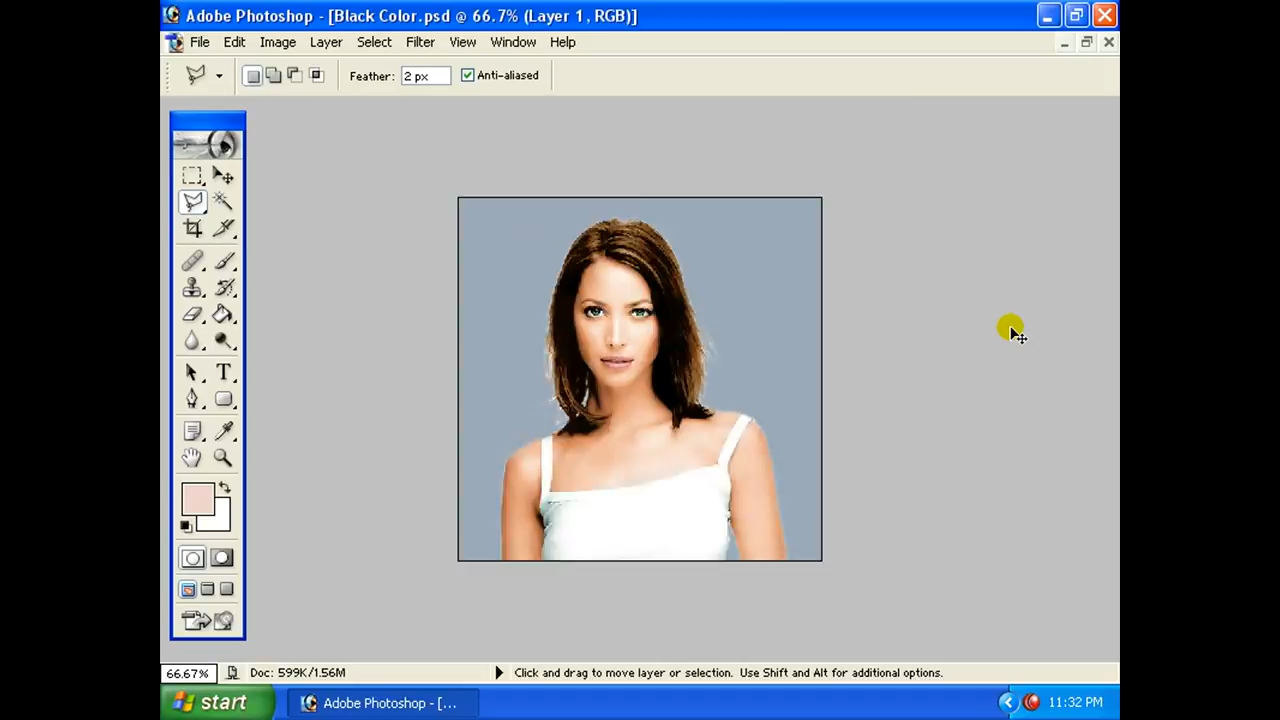 Adobe Photoshop - [Black Color.psd @ 66.7% (Layer 1, RGB)]
File Edit Image Layer Select Filter View Window Help
Feather: 2 px Anti-aliased
T
66.67% Doc: 599K/1.56M Click and drag to move layer or selection. Use Shift and Alt for additional options.
start Adobe Photoshop - [... 11:32 PM